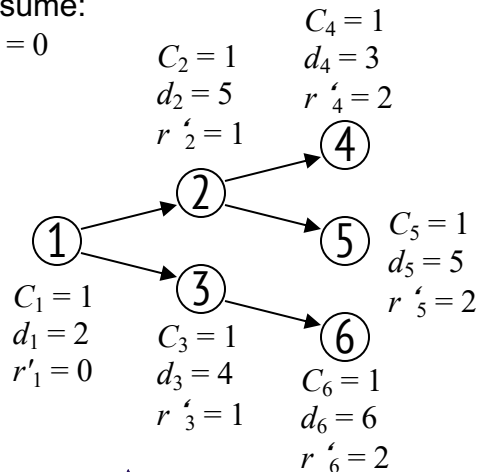 sume:
= 0
C₄ = 1
d₄ = 3
r ‘₄ = 2
C₂ = 1
d₂ = 5
r ‘₂ = 1
4
2
1
5
C₅ = 1
d₅ = 5
r ‘₅ = 2
C₁ = 1
d₁ = 2
r'₁ = 0
3
C₃ = 1
d₃ = 4
r ‘₃ = 1
6
C₆ = 1
d₆ = 6
r ‘₆ = 2